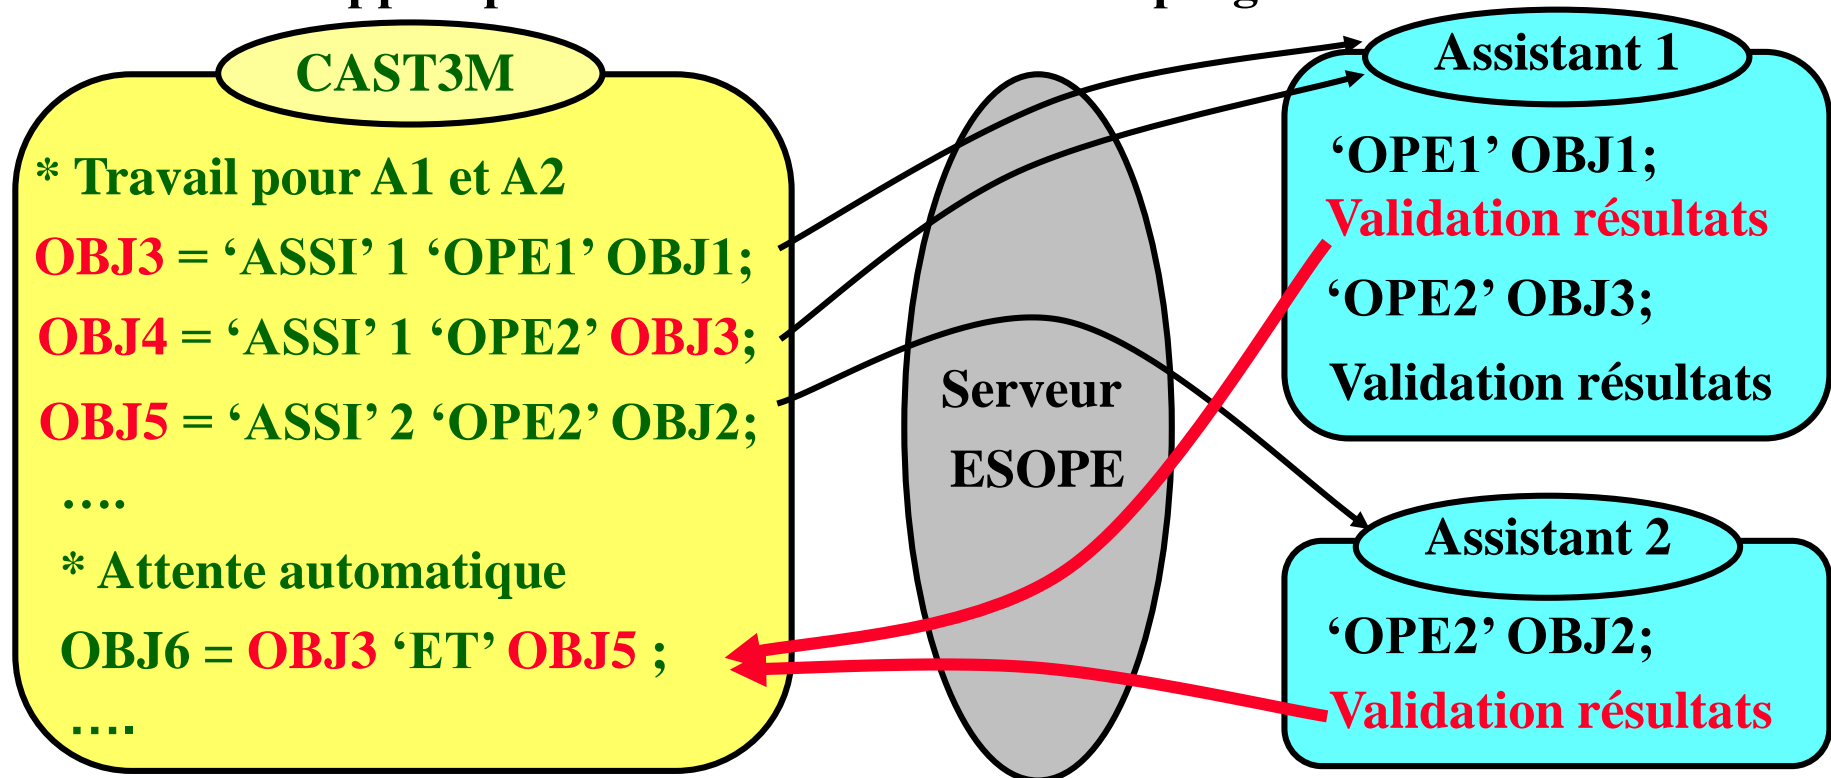 CAST3M
* Travail pour A1 et A2
OBJ3 = ‘ASSI’ 1 ‘OPE1’ OBJ1;
OBJ4 = ‘ASSI’ 1 ‘OPE2’ OBJ3;
OBJ5 = ‘ASSI’ 2 ‘OPE2’ OBJ2;
….
* Attente automatique
OBJ6 = OBJ3 ‘ET’ OBJ5 ;
….
Serveur
ESOPE
Assistant 1
‘OPE1’ OBJ1;
Validation résultats
‘OPE2’ OBJ3;
Validation résultats
Assistant 2
‘OPE2’ OBJ2;
Validation résultats